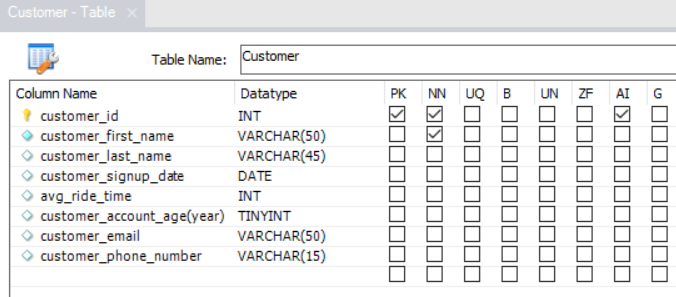 Customer - Table ×
Table Name: Customer
Column Name Datatype PK NN UQ B UN ZF AI G
customer_id INT
customer_first_name VARCHAR(50)
customer_last_name VARCHAR(45)
customer_signup_date DATE
avg_ride_time INT
customer_account_age(year) TINYINT
customer_email VARCHAR(50)
customer_phone_number VARCHAR(15)